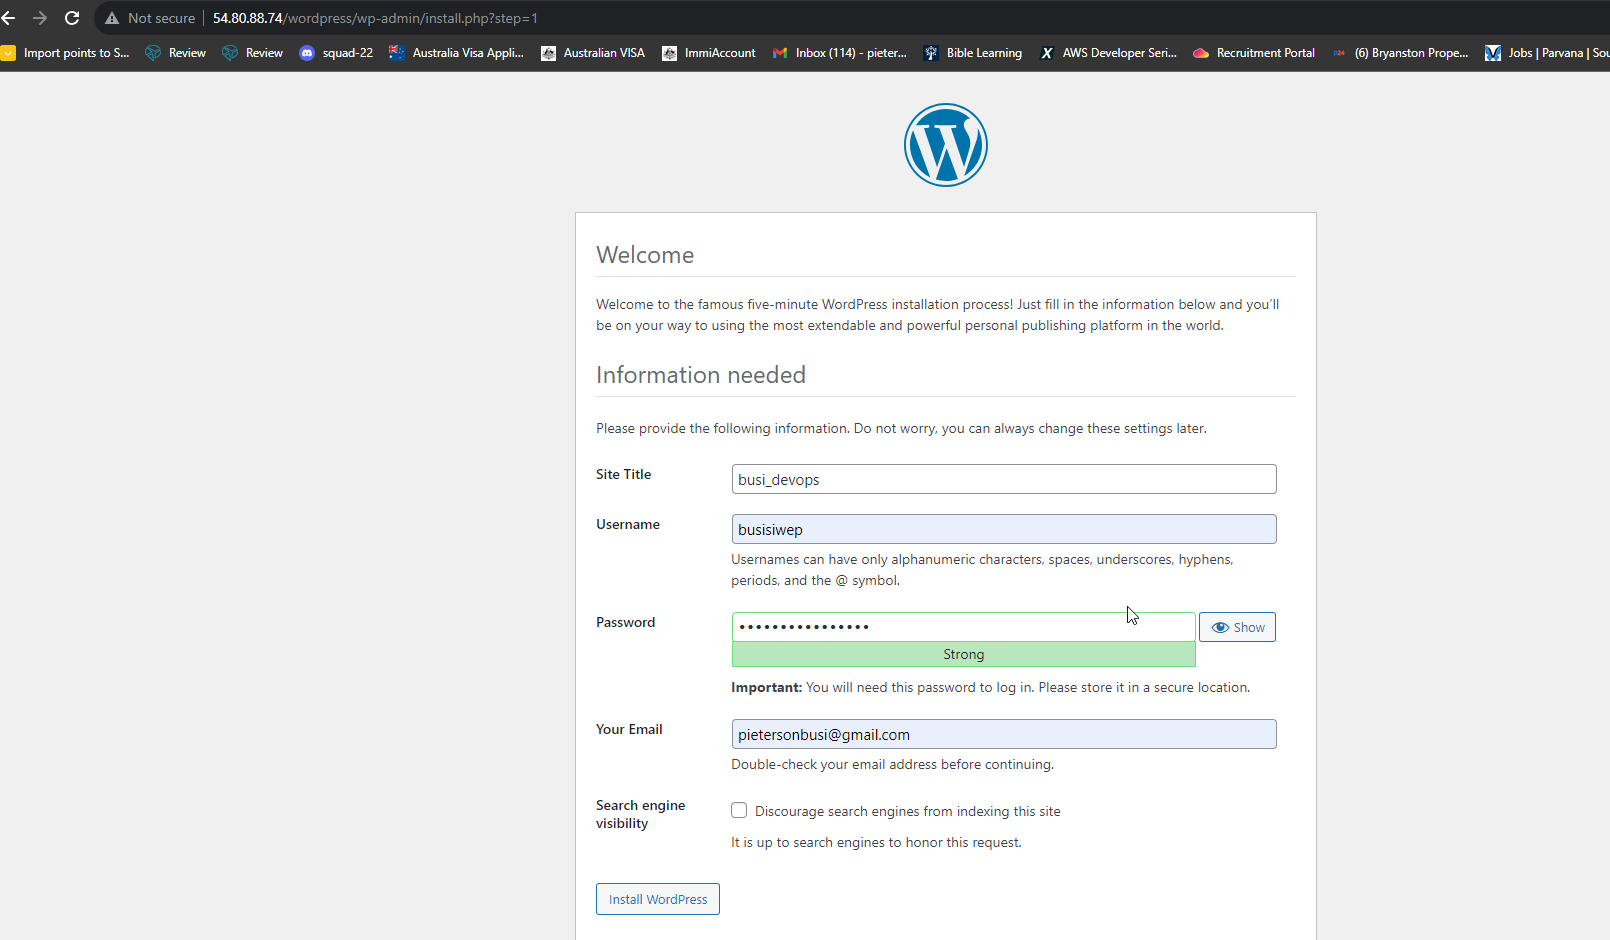 Not secure 54.80.88.74/wordpress/wp-admin/install.php?step=1
Import points to S... Review Review squad-22 Australia Visa Appli... Australian VISA ImmiAccount Inbox (114) - pieter... Bible Learning AWS Developer Seri... Recruitment Portal (6) Bryanston Prope... Jobs | Parvana | Sou
Welcome
Welcome to the famous five-minute WordPress installation process! Just fill in the information below and you’ll
be on your way to using the most extendable and powerful personal publishing platform in the world.
Information needed
Please provide the following information. Do not worry, you can always change these settings later.
Site Title busi_devops
Username busisiwep
Usernames can have only alphanumeric characters, spaces, underscores, hyphens,
periods, and the @ symbol.
Password •••••••••••••••• Show
Strong
Important: You will need this password to log in. Please store it in a secure location.
Your Email pietersonbusi@gmail.com
Double-check your email address before continuing.
Search engine
visibility
Discourage search engines from indexing this site
It is up to search engines to honor this request.
Install WordPress